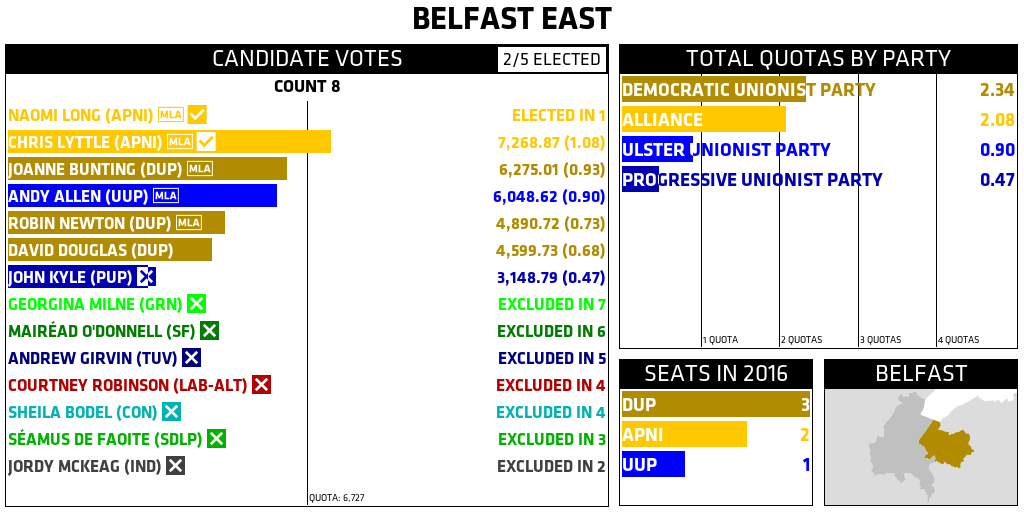 BELFAST EAST
CANDIDATE VOTES
2/5 ELECTED
COUNT 8
NAOMI LONG (APNI) MLA ELECTED IN 1
CHRIS LYTTLE (APNI) MLA 7,268.87 (1.08)
JOANNE BUNTING (DUP) MLA 6,275.01 (0.93)
ANDY ALLEN (UUP) MLA 6,048.62 (0.90)
ROBIN NEWTON (DUP) MLA 4,890.72 (0.73)
DAVID DOUGLAS (DUP) 4,599.73 (0.68)
JOHN KYLE (PUP) 3,148.79 (0.47)
GEORGINA MILNE (GRN) EXCLUDED IN 7
MAIRÉAD O'DONNELL (SF) EXCLUDED IN 6
ANDREW GIRVIN (TUV) EXCLUDED IN 5
COURTNEY ROBINSON (LAB-ALT) EXCLUDED IN 4
SHEILA BODEL (CON) EXCLUDED IN 4
SÉAMUS DE FAOITE (SDLP) EXCLUDED IN 3
JORDY MCKEAG (IND) EXCLUDED IN 2
QUOTA: 6,727
TOTAL QUOTAS BY PARTY
DEMOCRATIC UNIONIST PARTY 2.34
ALLIANCE 2.08
ULSTER UNIONIST PARTY 0.90
PROGRESSIVE UNIONIST PARTY 0.47
1 QUOTA 2 QUOTAS 3 QUOTAS 4 QUOTAS
SEATS IN 2016
DUP 3
APNI 2
UUP 1
BELFAST